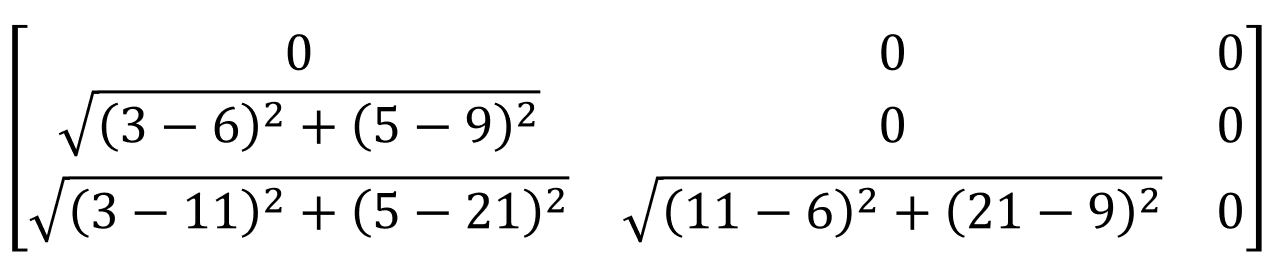 0 0 0
√(3 − 6)² + (5 − 9)² 0 0
√(3 − 11)² + (5 − 21)² √(11 − 6)² + (21 − 9)² 0